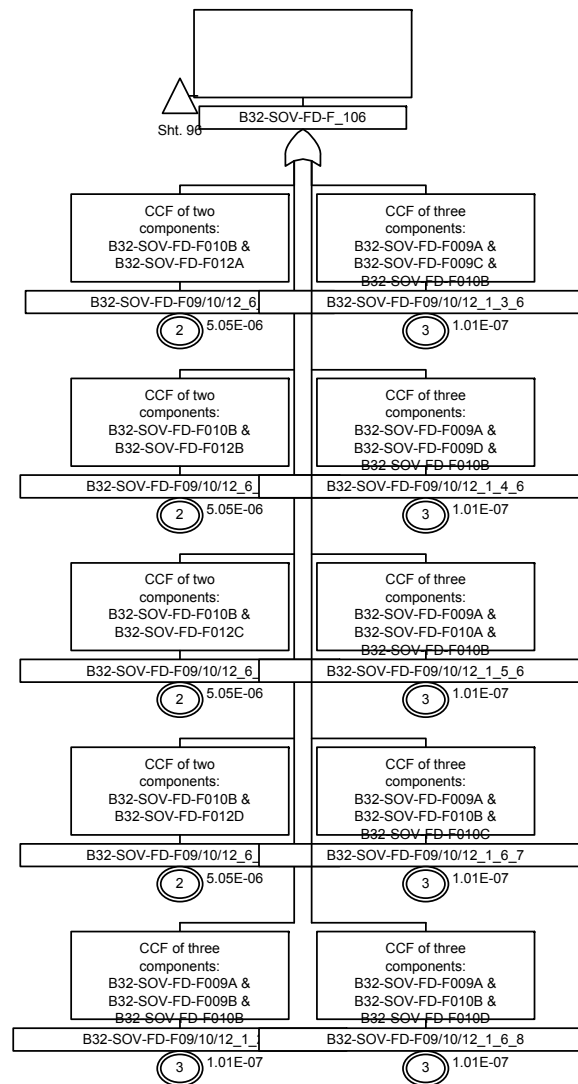 Sht. 96
B32-SOV-FD-F_106
CCF of two
components:
B32-SOV-FD-F010B &
B32-SOV-FD-F012A
B32-SOV-FD-F09/10/12_6_
2
5.05E-06
CCF of three
components:
B32-SOV-FD-F009A &
B32-SOV-FD-F009C &
B32-SOV-FD-F010B
B32-SOV-FD-F09/10/12_1_3_6
3
1.01E-07
CCF of two
components:
B32-SOV-FD-F010B &
B32-SOV-FD-F012B
B32-SOV-FD-F09/10/12_6_
2
5.05E-06
CCF of three
components:
B32-SOV-FD-F009A &
B32-SOV-FD-F009D &
B32-SOV-FD-F010B
B32-SOV-FD-F09/10/12_1_4_6
3
1.01E-07
CCF of two
components:
B32-SOV-FD-F010B &
B32-SOV-FD-F012C
B32-SOV-FD-F09/10/12_6_
2
5.05E-06
CCF of three
components:
B32-SOV-FD-F009A &
B32-SOV-FD-F010A &
B32-SOV-FD-F010B
B32-SOV-FD-F09/10/12_1_5_6
3
1.01E-07
CCF of two
components:
B32-SOV-FD-F010B &
B32-SOV-FD-F012D
B32-SOV-FD-F09/10/12_6_
2
5.05E-06
CCF of three
components:
B32-SOV-FD-F009A &
B32-SOV-FD-F010B &
B32-SOV-FD-F010C
B32-SOV-FD-F09/10/12_1_6_7
3
1.01E-07
CCF of three
components:
B32-SOV-FD-F009A &
B32-SOV-FD-F009B &
B32-SOV-FD-F010B
B32-SOV-FD-F09/10/12_1_
3
1.01E-07
CCF of three
components:
B32-SOV-FD-F009A &
B32-SOV-FD-F010B &
B32-SOV-FD-F010D
B32-SOV-FD-F09/10/12_1_6_8
3
1.01E-07